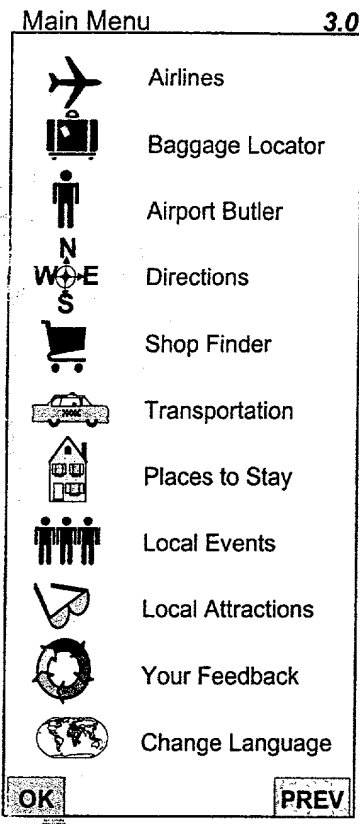 Main Menu 3.0
Airlines
Baggage Locator
Airport Butler
N
W E
S
Directions
Shop Finder
Transportation
Places to Stay
Local Events
Local Attractions
Your Feedback
Change Language
OK PREV